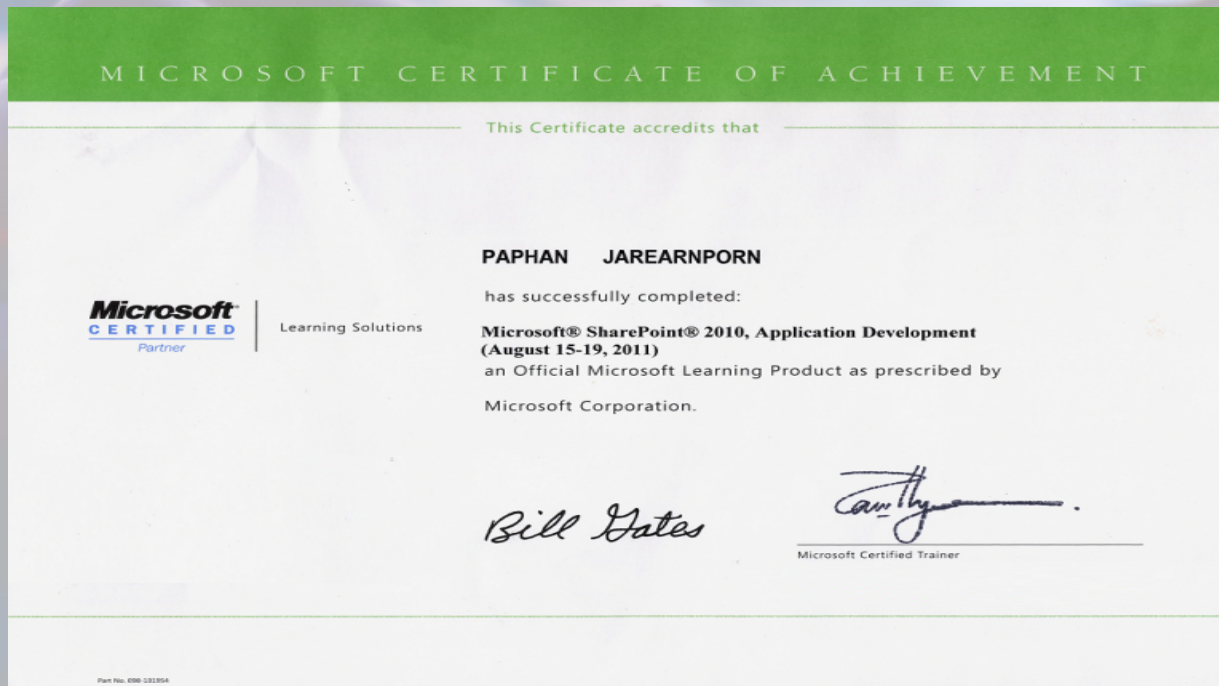 MICROSOFT CERTIFICATE OF ACHIEVEMENT
This Certificate accredits that
PAPHAN JAREARNPORN
has successfully completed:
Microsoft
CERTIFIED
Partner
Learning Solutions
Microsoft® SharePoint® 2010, Application Development
(August 15-19, 2011)
an Official Microsoft Learning Product as prescribed by
Microsoft Corporation.
Bill Gates
Microsoft Certified Trainer
Part No.